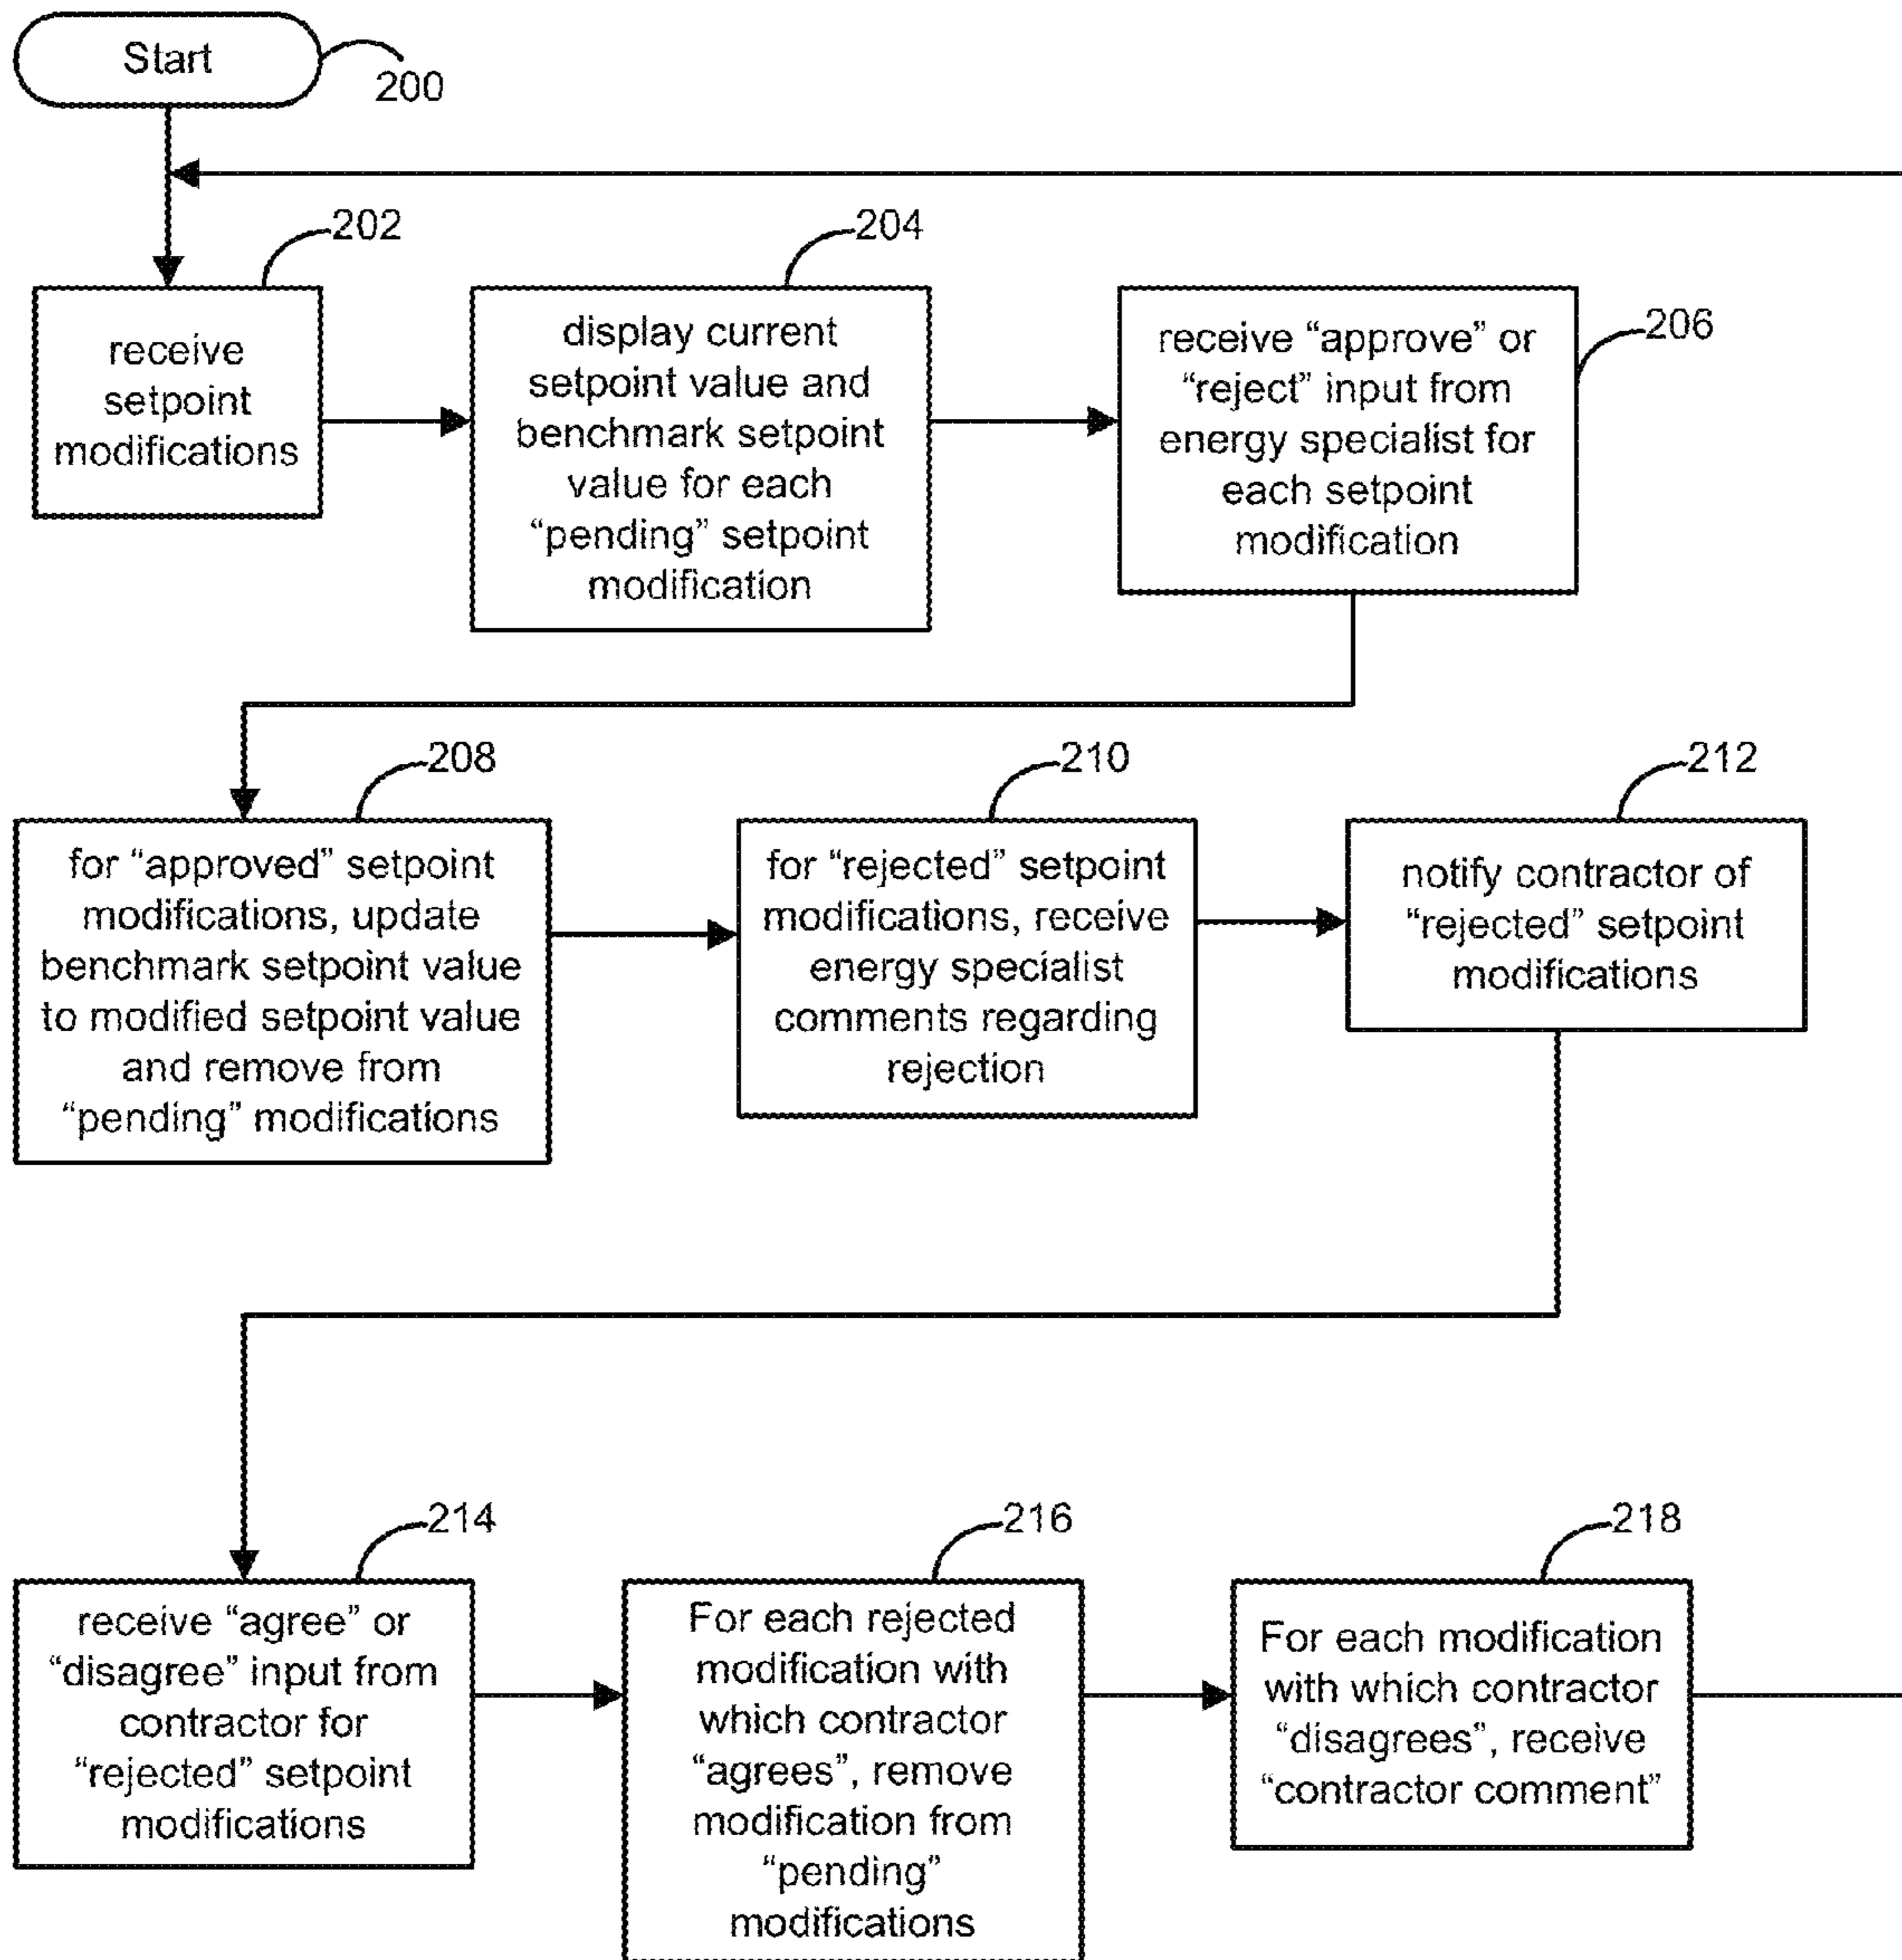 Start
200
202
204
206
receive
setpoint
modifications
display current
setpoint value and
benchmark setpoint
value for each
“pending” setpoint
modification
receive “approve” or
“reject” input from
energy specialist for
each setpoint
modification
208
210
212
for “approved” setpoint
modifications, update
benchmark setpoint value
to modified setpoint value
and remove from
“pending” modifications
for “rejected” setpoint
modifications, receive
energy specialist
comments regarding
rejection
notify contractor of
“rejected” setpoint
modifications
214
216
218
receive “agree” or
“disagree” input from
contractor for
“rejected” setpoint
modifications
For each rejected
modification with
which contractor
“agrees”, remove
modification from
“pending”
modifications
For each modification
with which contractor
“disagrees”, receive
“contractor comment”